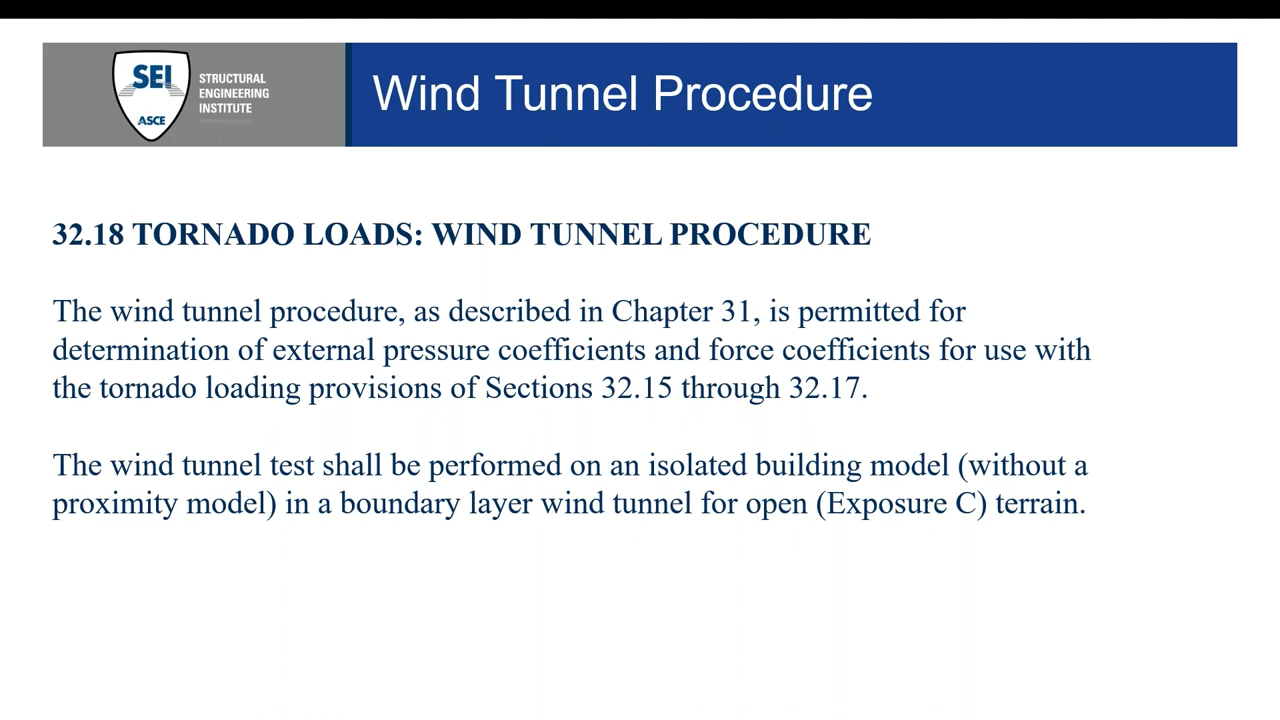 SEI
STRUCTURAL
ENGINEERING
INSTITUTE
ASCE
Wind Tunnel Procedure
32.18 TORNADO LOADS: WIND TUNNEL PROCEDURE
The wind tunnel procedure, as described in Chapter 31, is permitted for
determination of external pressure coefficients and force coefficients for use with
the tornado loading provisions of Sections 32.15 through 32.17.
The wind tunnel test shall be performed on an isolated building model (without a
proximity model) in a boundary layer wind tunnel for open (Exposure C) terrain.